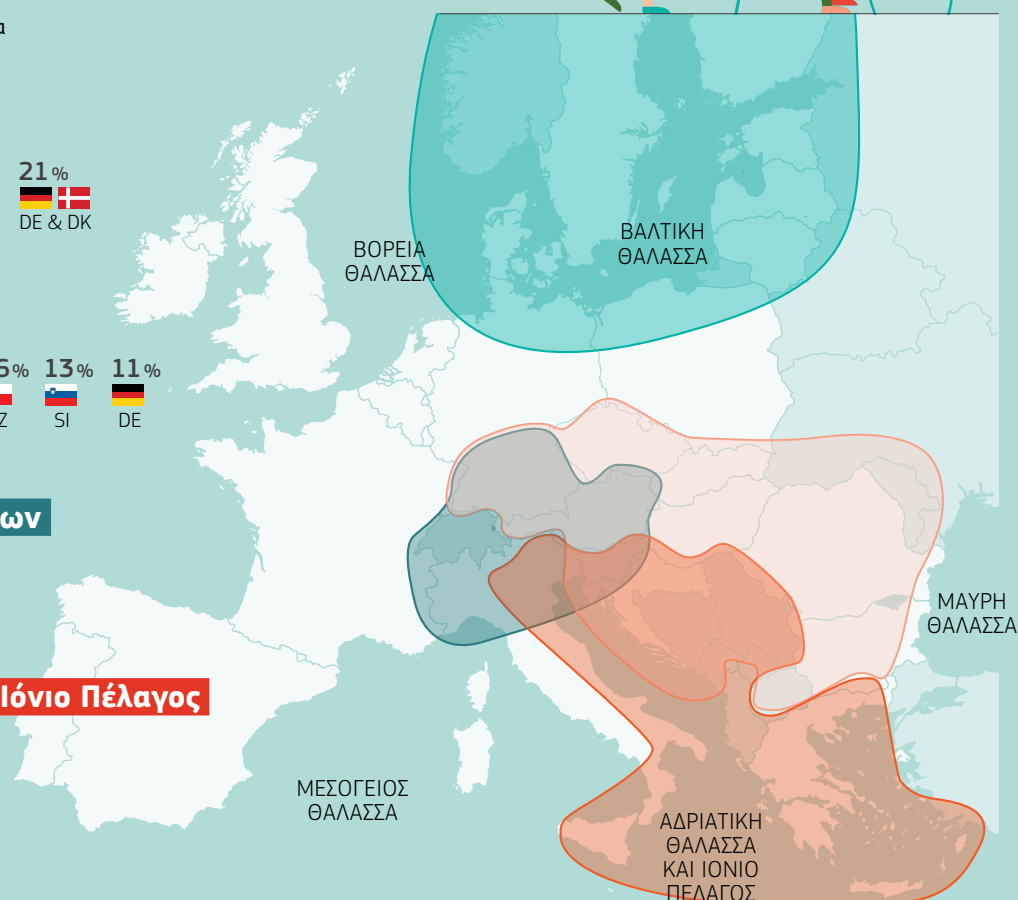 21 %
DE & DK
ΒΟΡΕΙΑ
ΘΑΛΑΣΣΑ
ΒΑΛΤΙΚΗ
ΘΑΛΑΣΣΑ
% 13 % 11 %
SI DE
Ιόνιο Πέλαγος
ΜΑΥΡΗ
ΘΑΛΑΣΣΑ
ΜΕΣΟΓΕΙΟΣ
ΘΑΛΑΣΣΑ
ΑΔΡΙΑΤΙΚΗ
ΘΑΛΑΣΣΑ
ΚΑΙ ΙΟΝΙΟ
ΠΕΛΑΓΟΣ